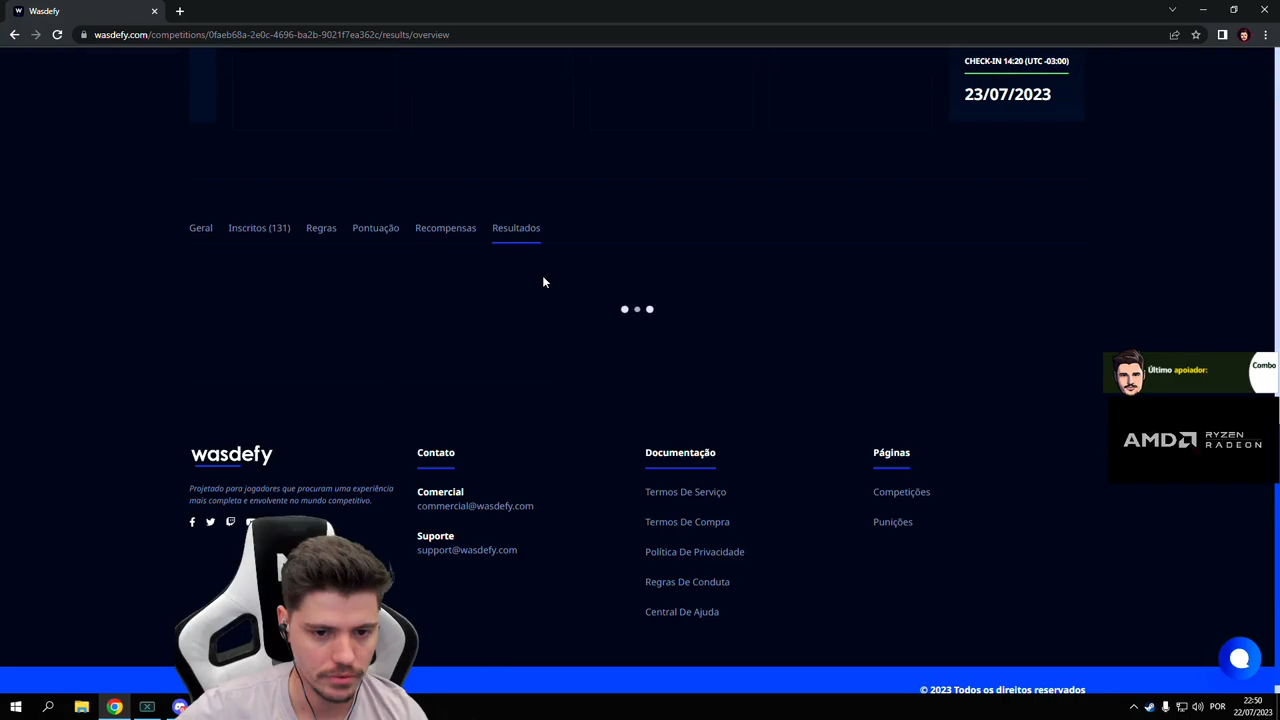 Wasdefy
wasdefy.com/competitions/0faeb68a-2e0c-4696-ba2b-9021f7ea362c/results/overview
CHECK-IN 14:20 (UTC -03:00)
23/07/2023
Geral
Inscritos (131)
Regras
Pontuação
Recompensas
Resultados
Último apoiador:
Combo
AMD RYZEN
RADEON
wasdefy
Projetado para jogadores que procuram uma experiência
mais completa e envolvente no mundo competitivo.
Contato
Comercial
commercial@wasdefy.com
Suporte
support@wasdefy.com
Documentação
Termos De Serviço
Termos De Compra
Política De Privacidade
Regras De Conduta
Central De Ajuda
Páginas
Competições
Punições
© 2023 Todos os direitos reservados
POR
22:50
22/07/2023